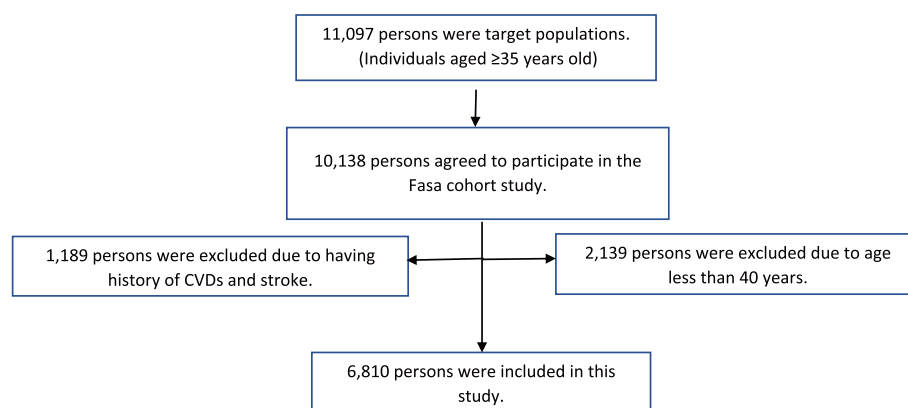 11,097 persons were target populations.
(Individuals aged ≥35 years old)
10,138 persons agreed to participate in the
Fasa cohort study.
1,189 persons were excluded due to having
history of CVDs and stroke.
2,139 persons were excluded due to age
less than 40 years.
6,810 persons were included in this
study.